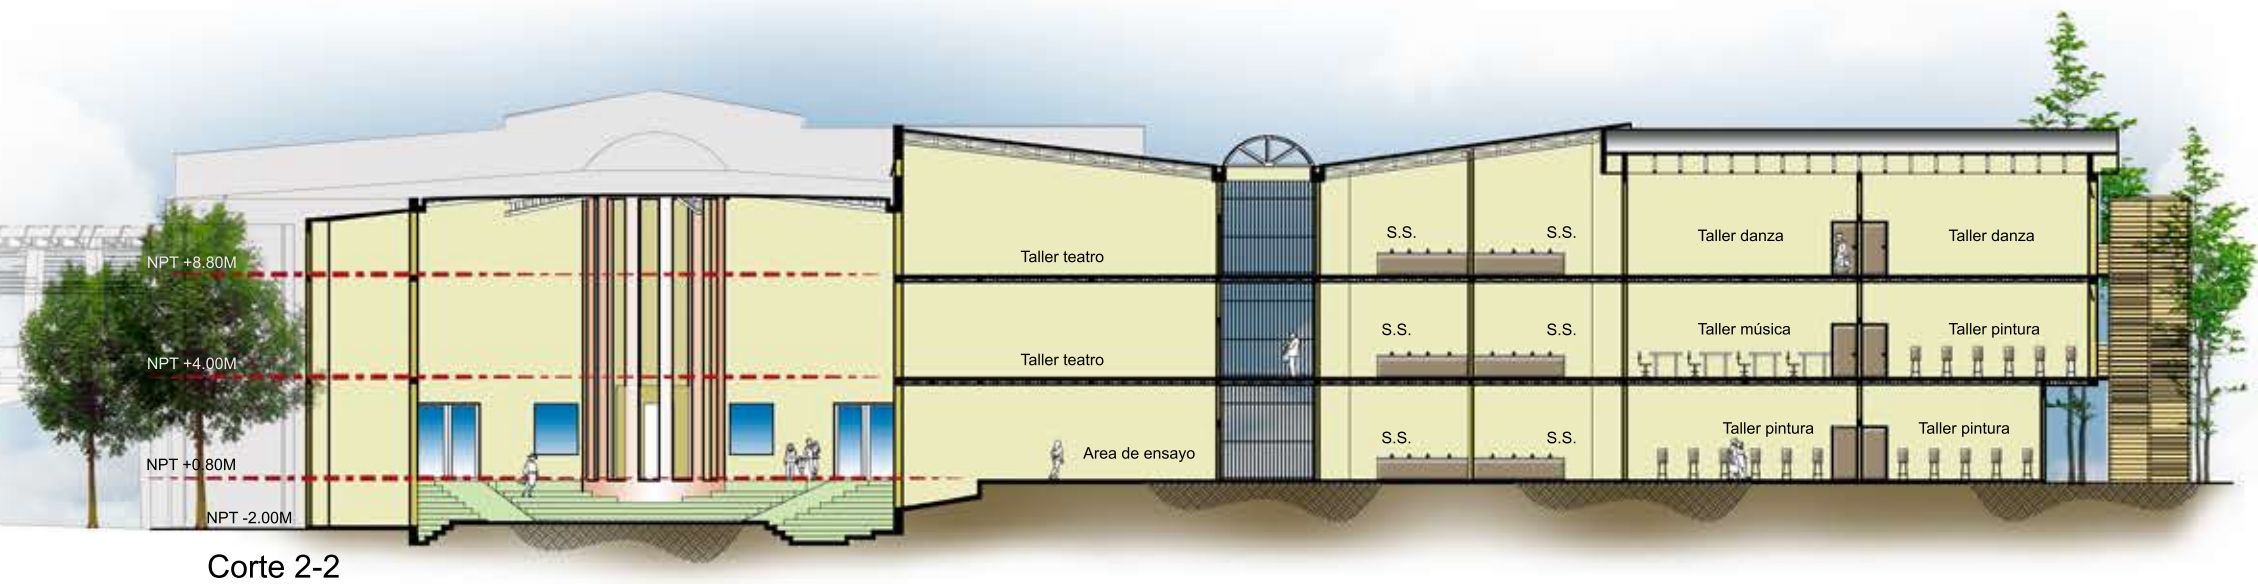 NPT +8.80M
Taller teatro
S.S.
S.S.
Taller danza
Taller danza
NPT +4.00M
Taller teatro
S.S.
S.S.
Taller música
Taller pintura
NPT +0.80M
Area de ensayo
S.S.
S.S.
Taller pintura
Taller pintura
NPT -2.00M
Corte 2-2